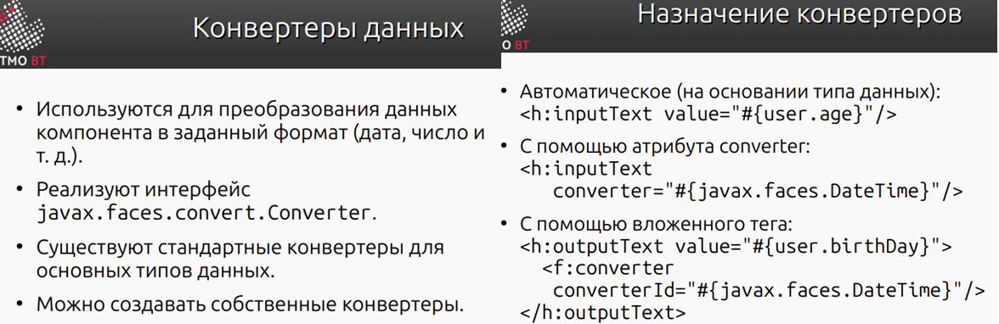 ТМО ВТ
Конвертеры данных
• Используются для преобразования данных
компонента в заданный формат (дата, число и
т. д.).
• Реализуют интерфейс
javax.faces.convert.Converter.
• Существуют стандартные конвертеры для
основных типов данных.
• Можно создавать собственные конвертеры.
О ВТ
Назначение конвертеров
• Автоматическое (на основании типа данных):
<h:inputText value="#{user.age}"/>
• С помощью атрибута converter:
<h:inputText
converter="#{javax.faces.DateTime}"/>
• С помощью вложенного тега:
<h:outputText value="#{user.birthDay}">
<f:converter
converterId="#{javax.faces.DateTime}"/>
</h:outputText>